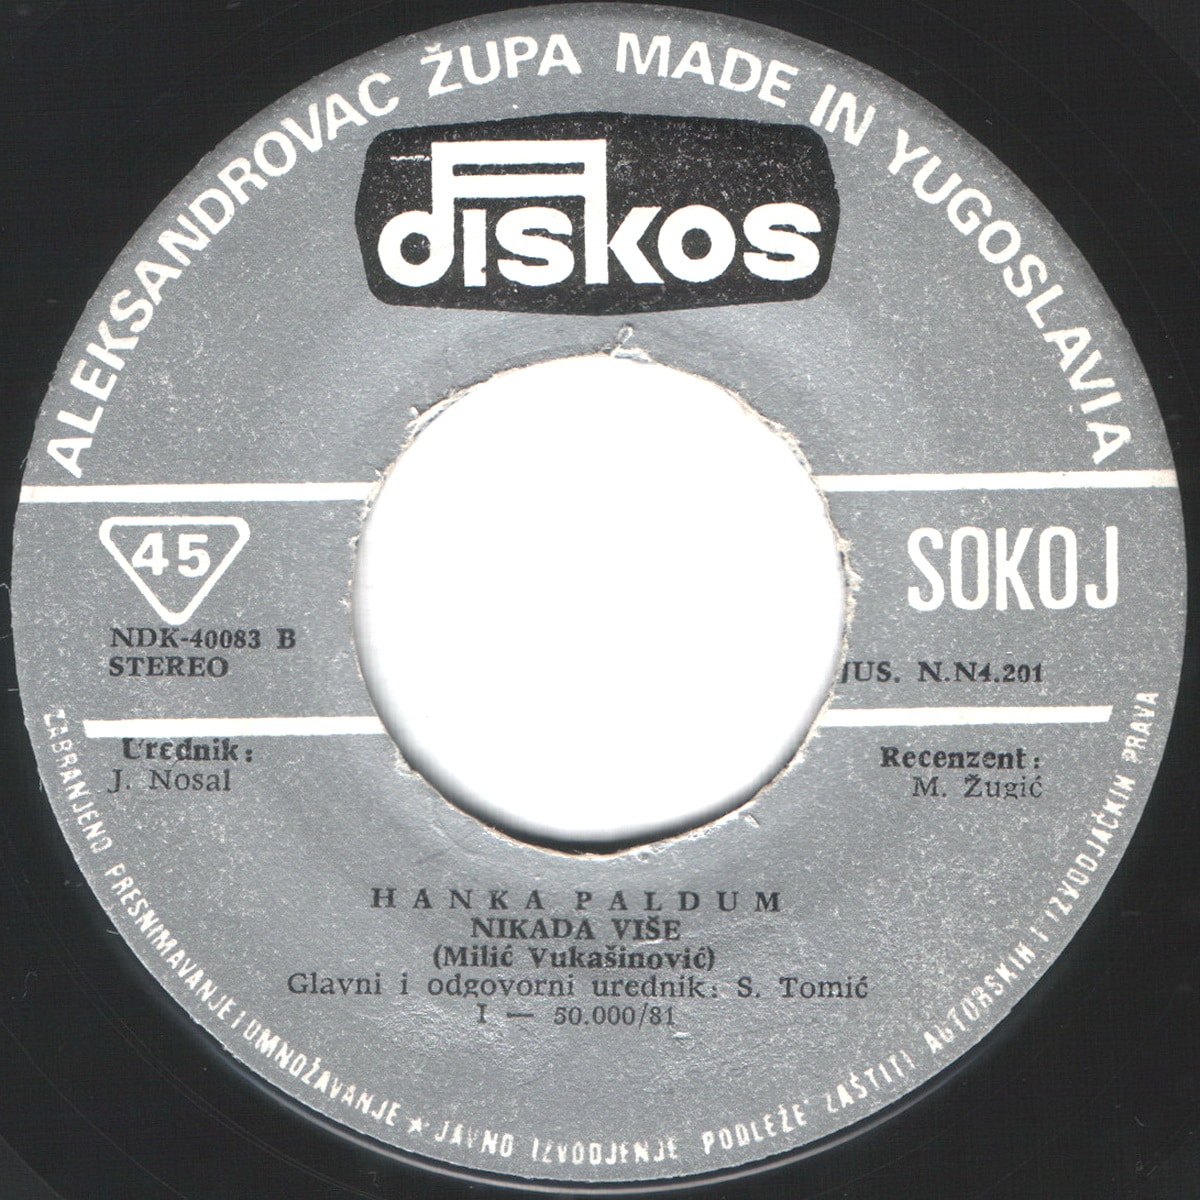 ALEKSANDROVAC ŽUPA MADE IN YUGOSLAVIA
diskos
45
SOKOJ
NDK-40083 B
STEREO
JUS. N.N4.201
Urednik:
J. Nosal
Recenzent:
M. Žugić
HANKA PALDUM
NIKADA VIŠE
(Milić Vukašinović)
Glavni i odgovorni urednik: S. Tomić
I — 50.000/81
ZABRANJENO PRESNIMAVANJE I UMNOŽAVANJE ★ JAVNO IZVODJENJE PODLEŽE ZAŠTITI AUTORSKIH I IZVODJAČKIH PRAVA